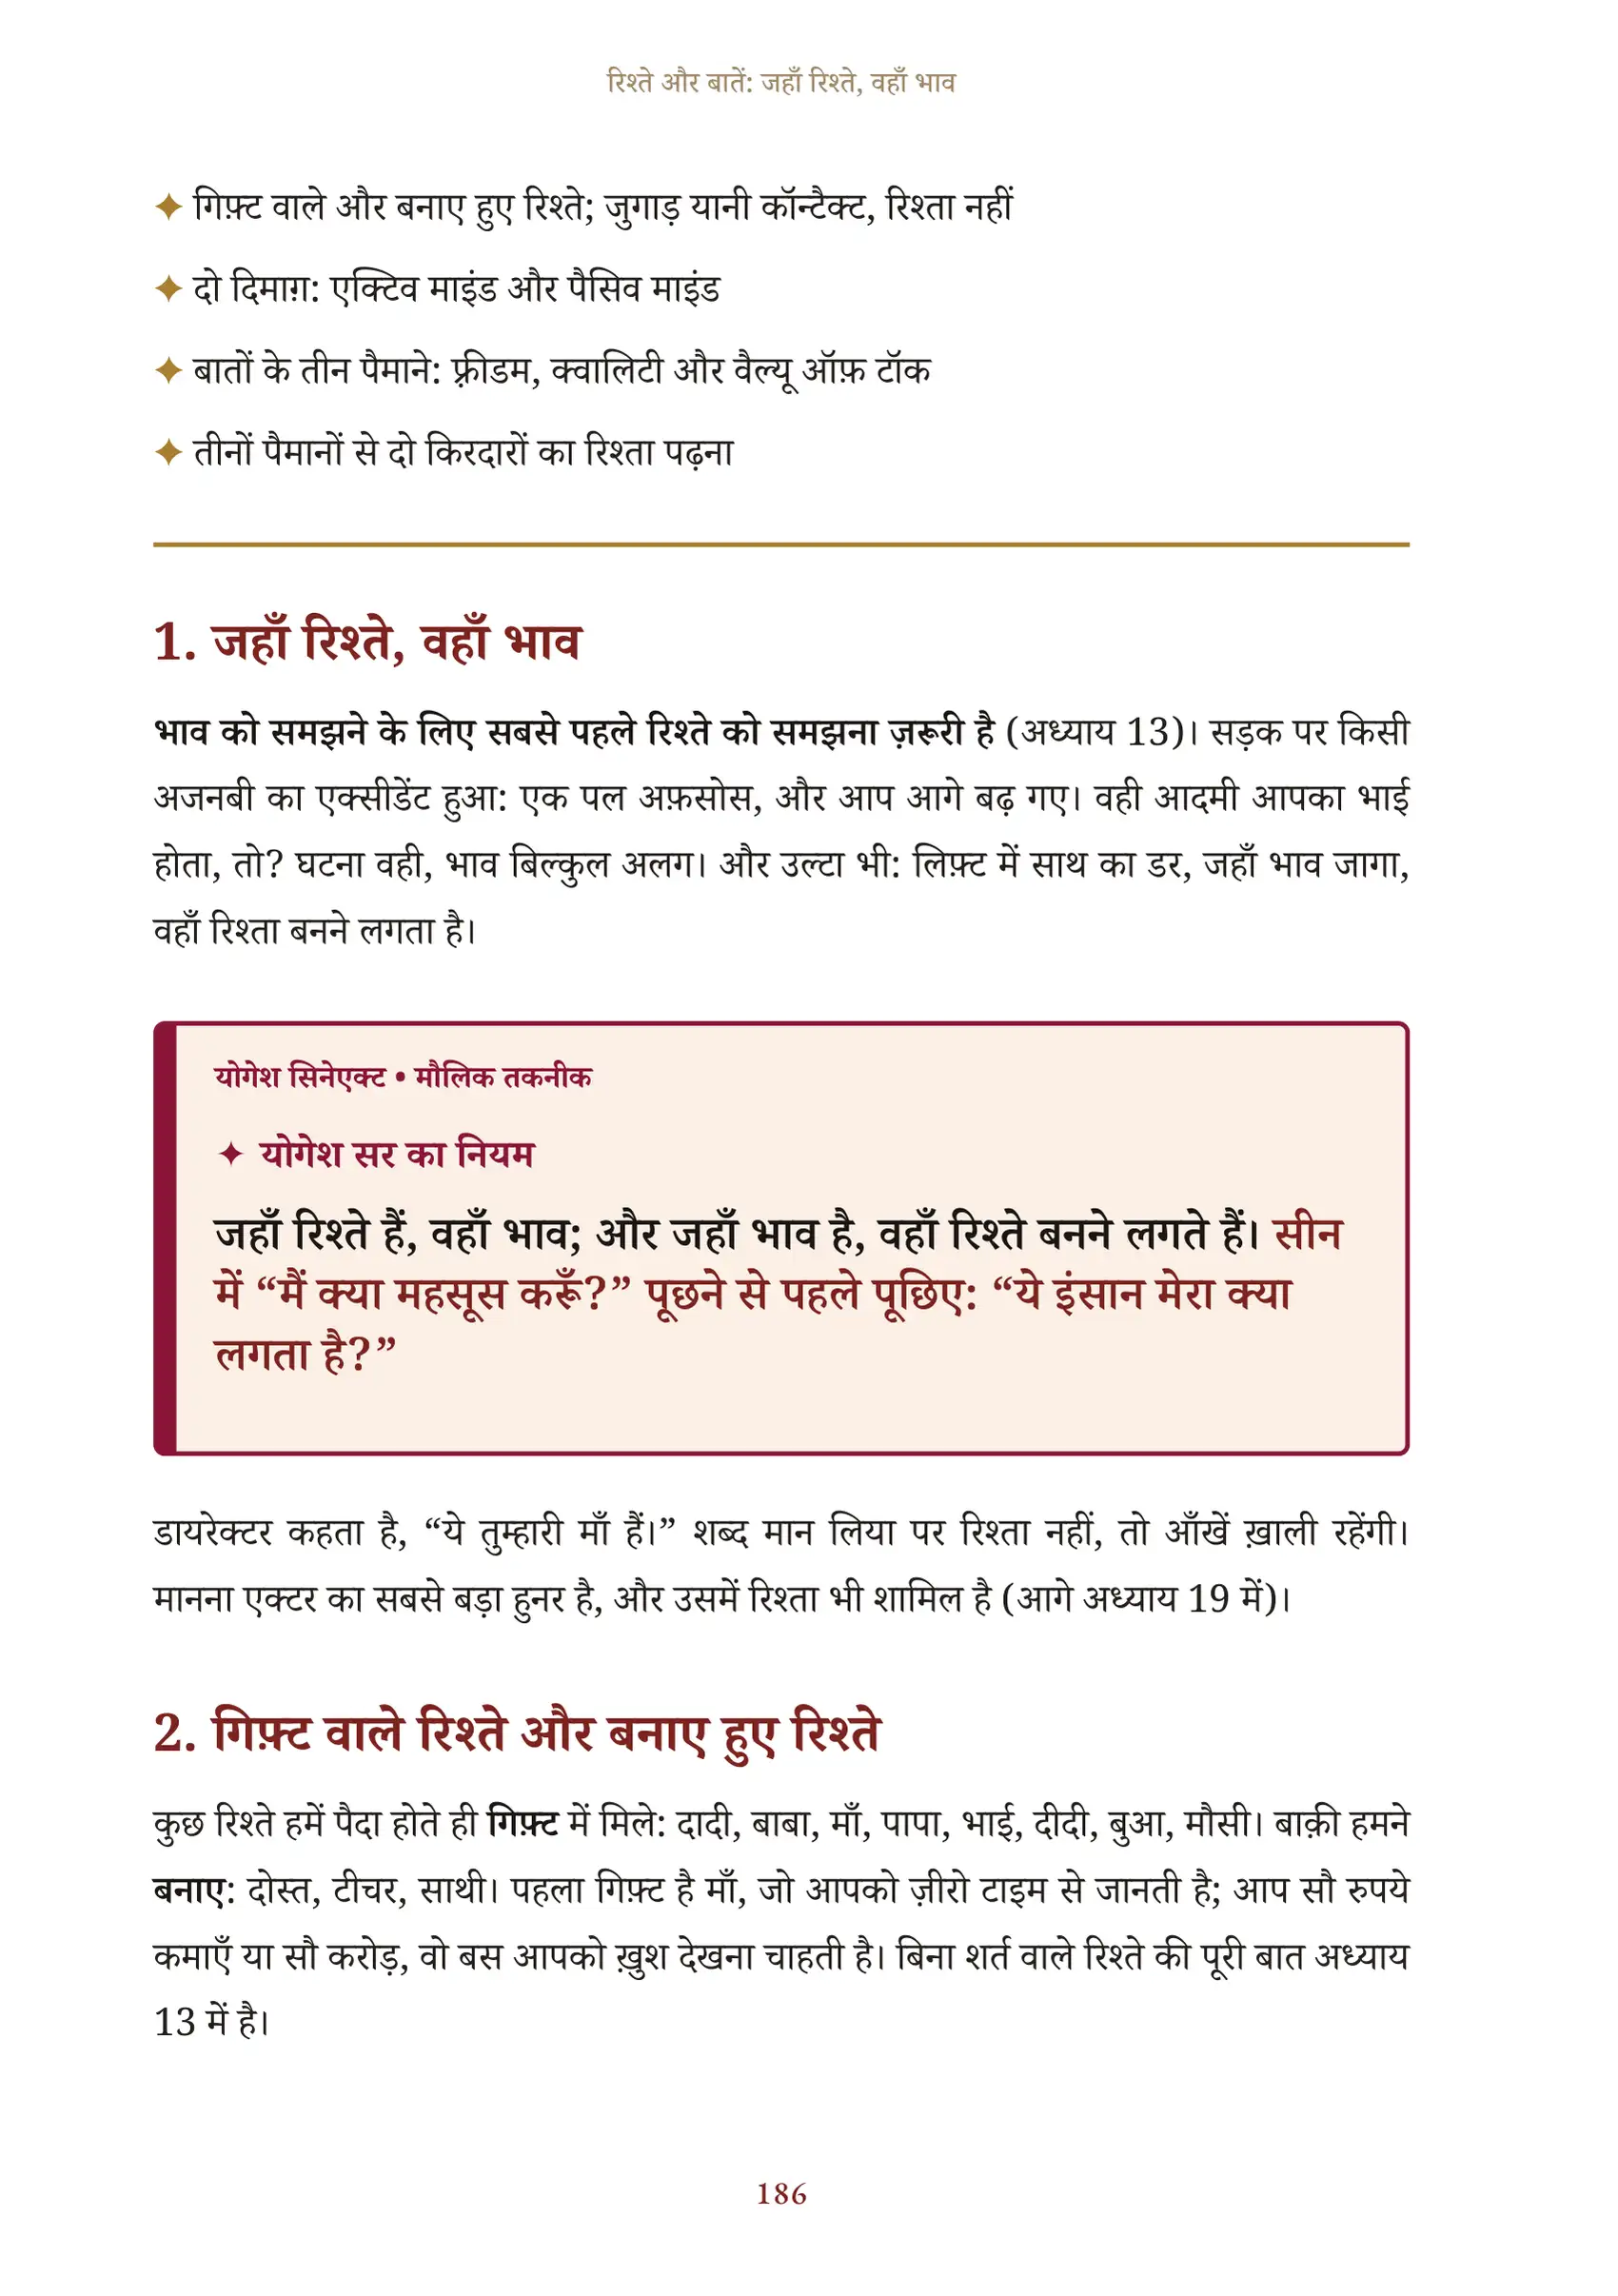 रिश्ते और बातें: जहाँ रिश्ते, वहाँ भाव
✦ गिफ़्ट वाले और बनाए हुए रिश्ते; जुगाड़ यानी कॉन्टैक्ट, रिश्ता नहीं
✦ दो दिमाग़: एक्टिव माइंड और पैसिव माइंड
✦ बातों के तीन पैमाने: फ़्रीडम, क्वालिटी और वैल्यू ऑफ़ टॉक
✦ तीनों पैमानों से दो किरदारों का रिश्ता पढ़ना
1. जहाँ रिश्ते, वहाँ भाव
भाव को समझने के लिए सबसे पहले रिश्ते को समझना ज़रूरी है (अध्याय 13)। सड़क पर किसी
अजनबी का एक्सीडेंट हुआ: एक पल अफ़सोस, और आप आगे बढ़ गए। वही आदमी आपका भाई
होता, तो? घटना वही, भाव बिल्कुल अलग। और उल्टा भी: लिफ़्ट में साथ का डर, जहाँ भाव जागा,
वहाँ रिश्ता बनने लगता है।
योगेश सिनेएक्ट • मौलिक तकनीक
✦ योगेश सर का नियम
जहाँ रिश्ते हैं, वहाँ भाव; और जहाँ भाव है, वहाँ रिश्ते बनने लगते हैं। सीन
में “मैं क्या महसूस करूँ?” पूछने से पहले पूछिए: “ये इंसान मेरा क्या
लगता है?”
डायरेक्टर कहता है, “ये तुम्हारी माँ हैं।” शब्द मान लिया पर रिश्ता नहीं, तो आँखें ख़ाली रहेंगी।
मानना एक्टर का सबसे बड़ा हुनर है, और उसमें रिश्ता भी शामिल है (आगे अध्याय 19 में)।
2. गिफ़्ट वाले रिश्ते और बनाए हुए रिश्ते
कुछ रिश्ते हमें पैदा होते ही गिफ़्ट में मिले: दादी, बाबा, माँ, पापा, भाई, दीदी, बुआ, मौसी। बाक़ी हमने
बनाए: दोस्त, टीचर, साथी। पहला गिफ़्ट है माँ, जो आपको ज़ीरो टाइम से जानती है; आप सौ रुपये
कमाएँ या सौ करोड़, वो बस आपको ख़ुश देखना चाहती है। बिना शर्त वाले रिश्ते की पूरी बात अध्याय
13 में है।
186